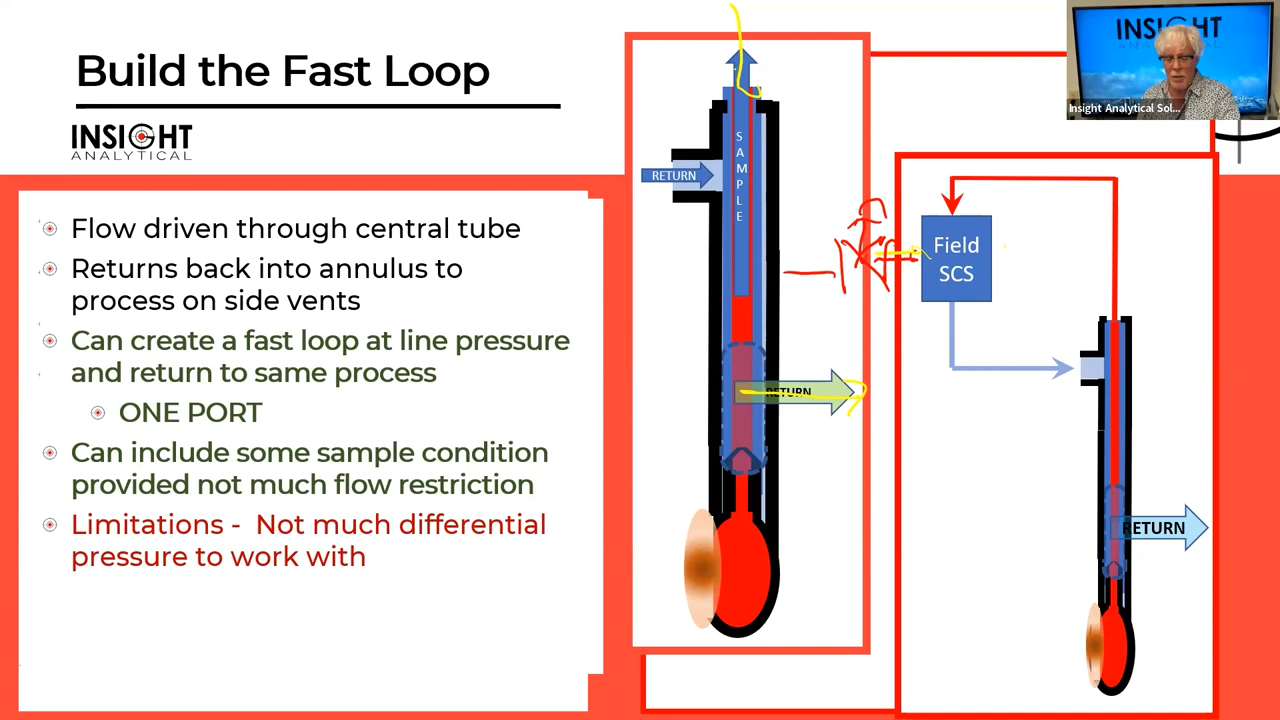 Build the Fast Loop
INSIGHT
ANALYTICAL
Flow driven through central tube
Returns back into annulus to
process on side vents
Can create a fast loop at line pressure
and return to same process
ONE PORT
Can include some sample condition
provided not much flow restriction
Limitations - Not much differential
pressure to work with
SAMPLE
RETURN
RETURN
Field
SCS
RETURN
INSIGHT
ANALYTICAL
Insight Analytical Sol...